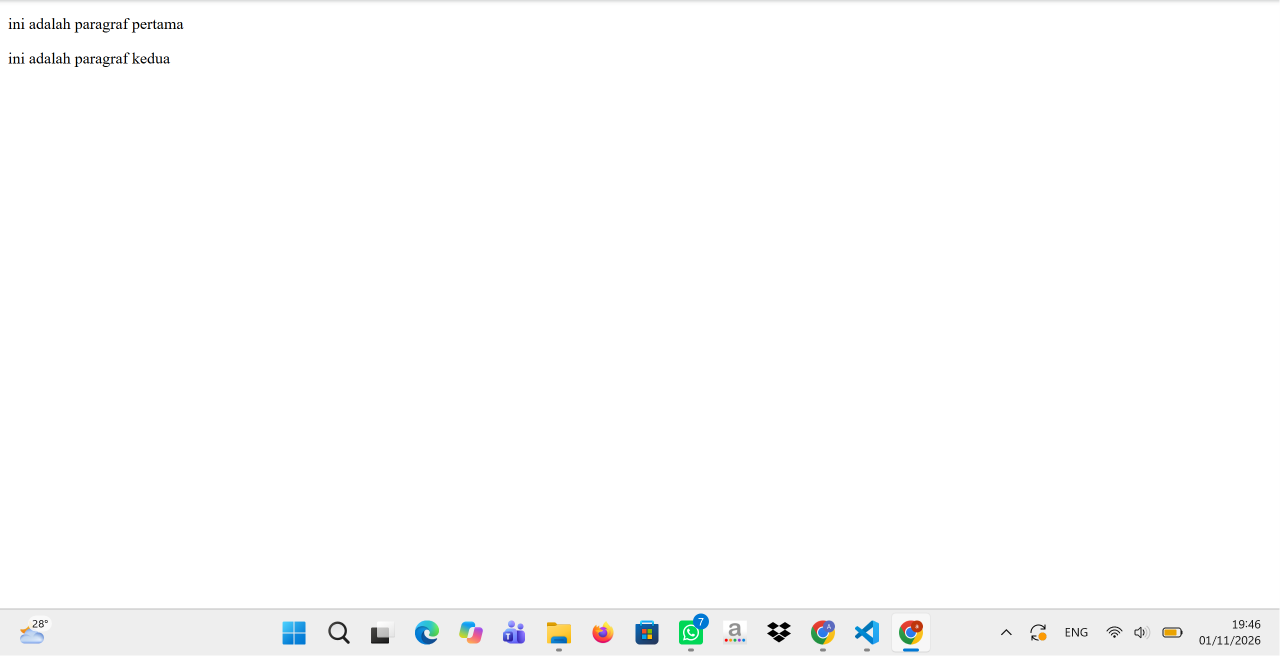 ini adalah paragraf pertama
ini adalah paragraf kedua
28°
7
a
A
ENG
19:46
01/11/2026